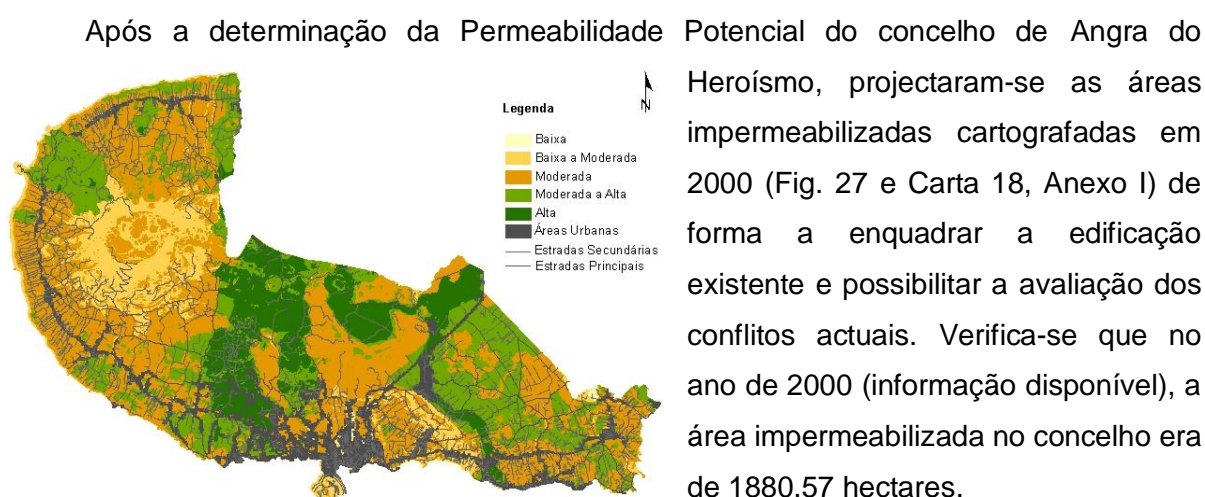 Após a determinação da Permeabilidade Potencial do concelho de Angra do
Heroísmo, projectaram-se as áreas
impermeabilizadas cartografadas em
2000 (Fig. 27 e Carta 18, Anexo I) de
forma a enquadrar a edificação
existente e possibilitar a avaliação dos
conflitos actuais. Verifica-se que no
ano de 2000 (informação disponível), a
área impermeabilizada no concelho era
de 1880,57 hectares.
N
Legenda
Baixa
Baixa a Moderada
Moderada
Moderada a Alta
Alta
Áreas Urbanas
Estradas Secundárias
Estradas Principais